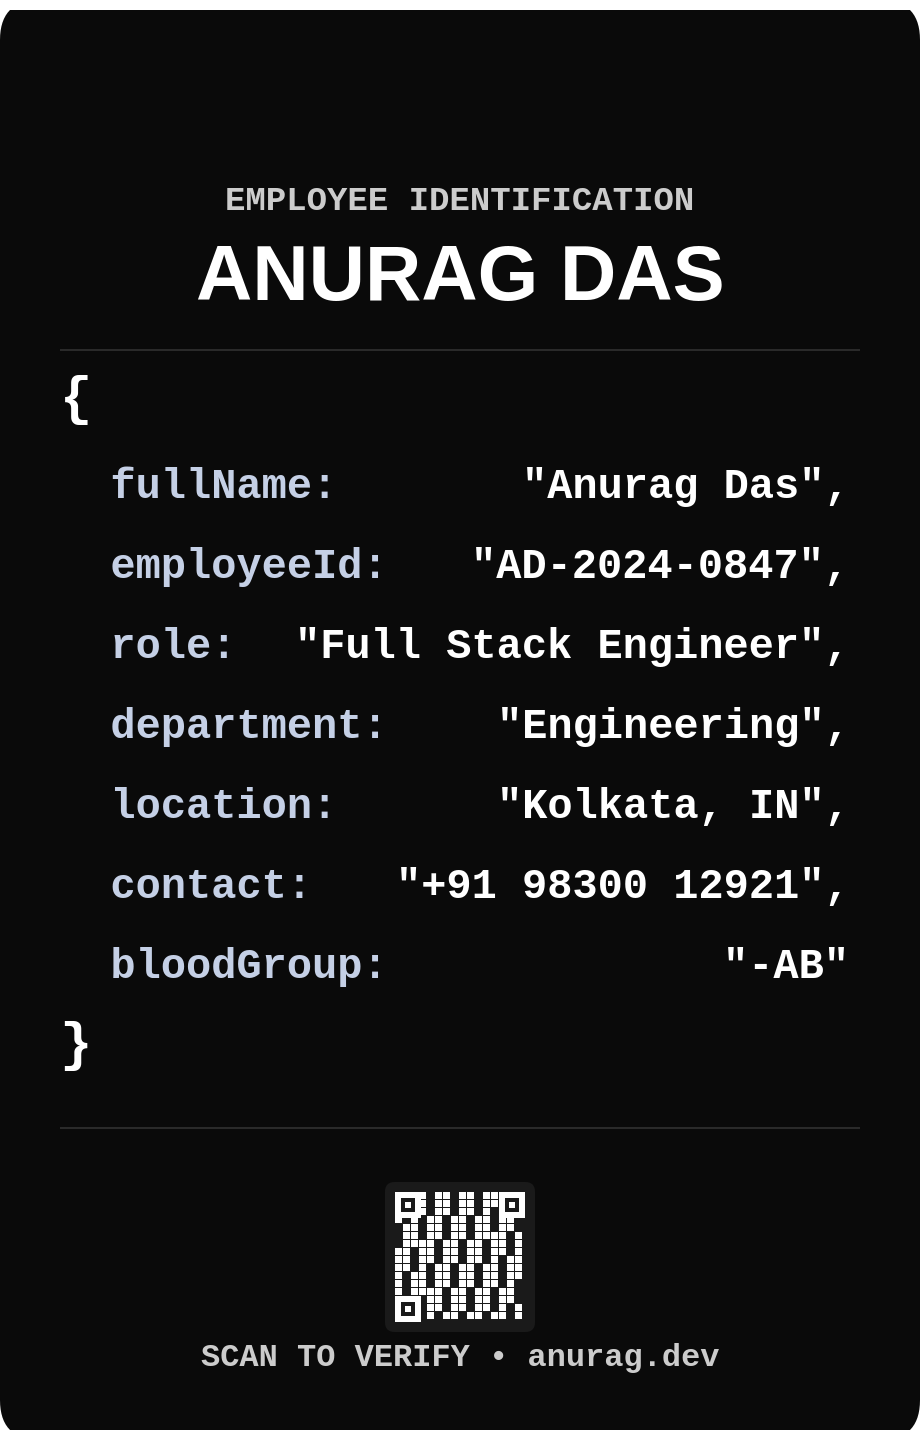 EMPLOYEE IDENTIFICATION
ANURAG DAS
{
fullName: "Anurag Das",
employeeId: "AD-2024-0847",
role: "Full Stack Engineer",
department: "Engineering",
location: "Kolkata, IN",
contact: "+91 98300 12921",
bloodGroup: "-AB"
}
SCAN TO VERIFY • anurag.dev